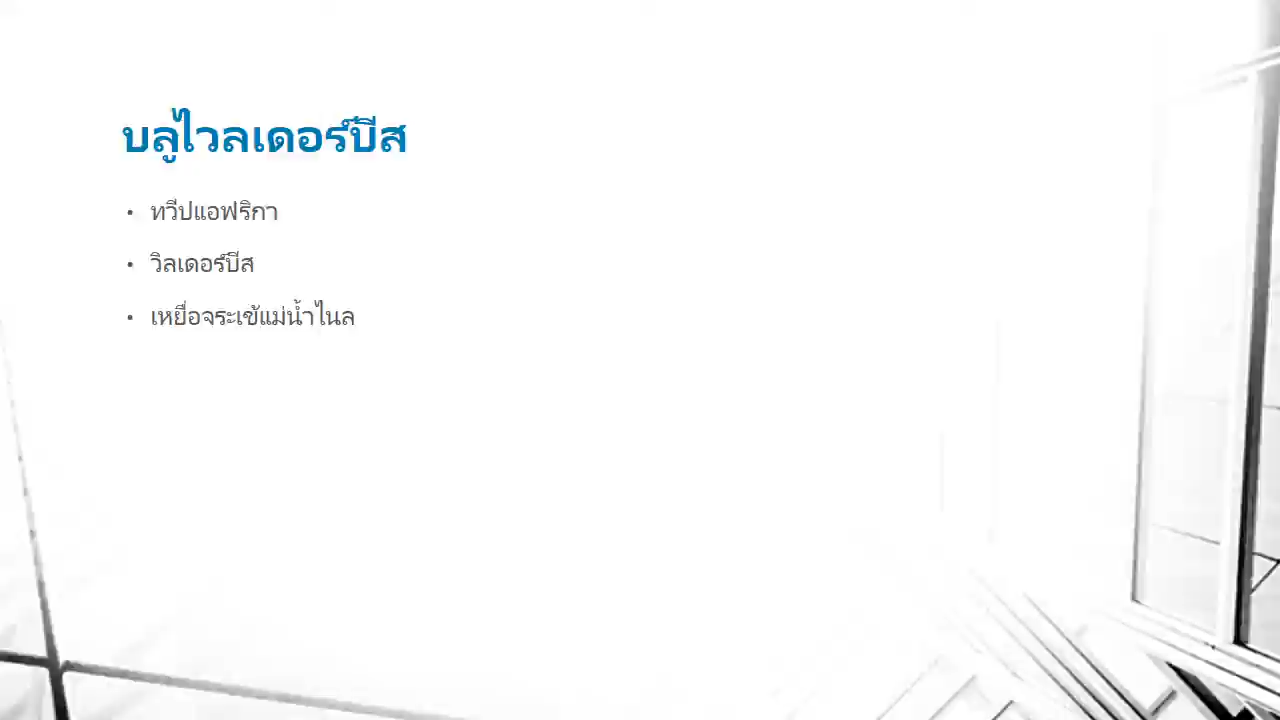 บลูไวลเดอร์บีส
ทวีปแอฟริกา
วิลเดอร์บีส
เหยื่อจระเข้แม่น้ำไนล